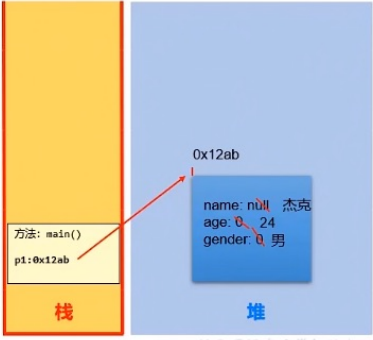 0x12ab
name: null 杰克
age: 0 24
gender: 0 男
方法: main()
p1:0x12ab
栈
堆